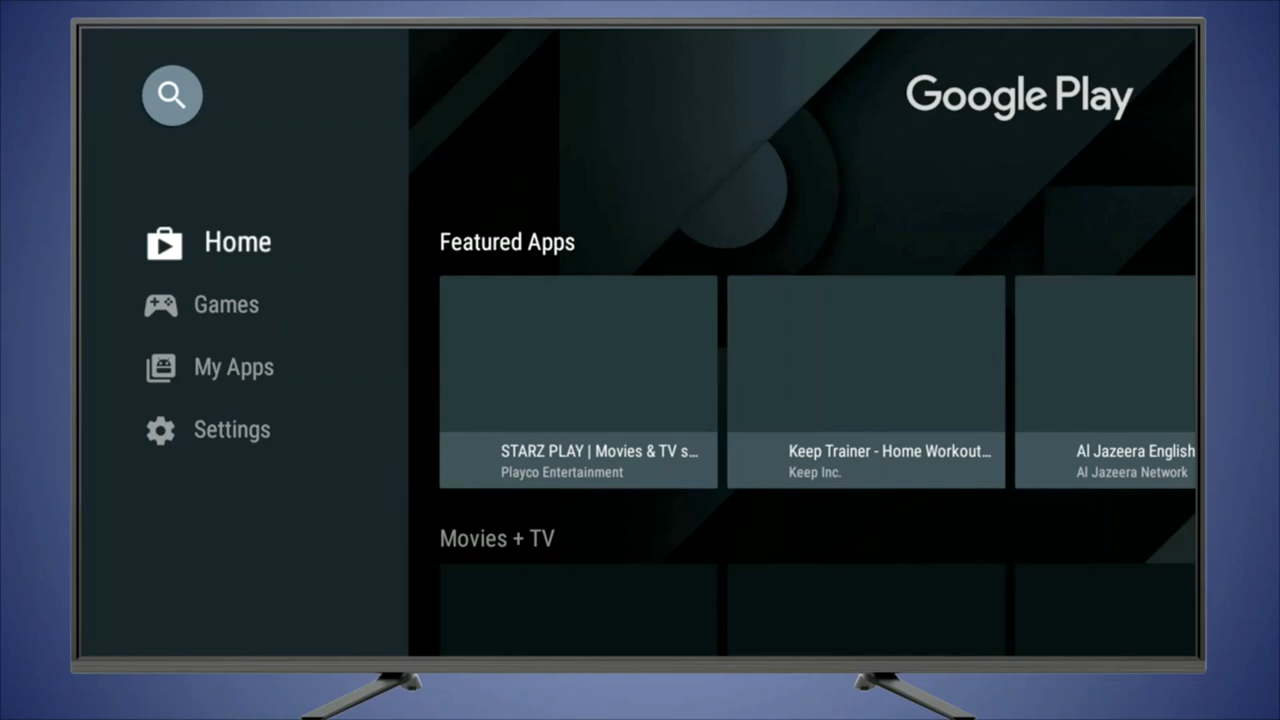 Google Play
Home
Games
My Apps
Settings
Featured Apps
STARZ PLAY | Movies & TV s...
Playco Entertainment
Keep Trainer - Home Workout...
Keep Inc.
Al Jazeera English
Al Jazeera Network
Movies + TV